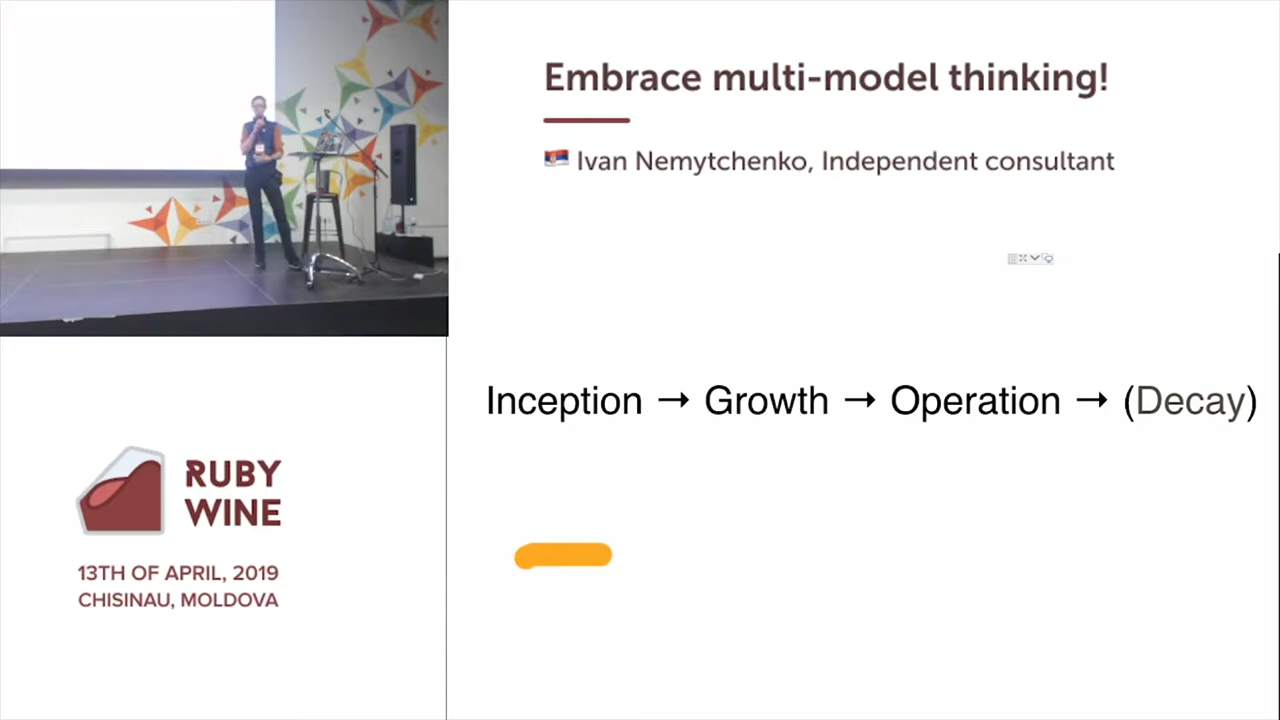 Embrace multi-model thinking!
Ivan Nemytchenko, Independent consultant
Inception → Growth → Operation → (Decay)
RUBY
WINE
13TH OF APRIL, 2019
CHISINAU, MOLDOVA